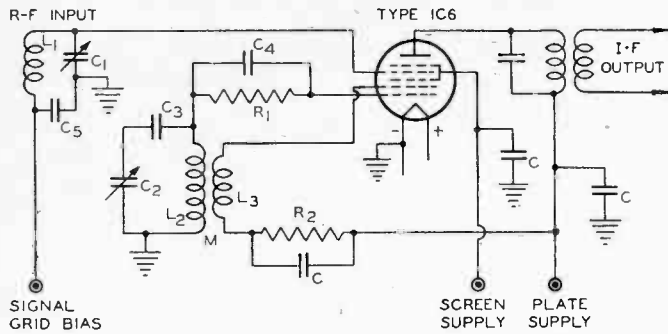 R-F INPUT
TYPE IC6
L1
C1
C4
I-F
OUTPUT
C5
R1
C3
C2
L2
L3
M
R2
C
C
C
SIGNAL
GRID BIAS
SCREEN
SUPPLY
PLATE
SUPPLY
-
+